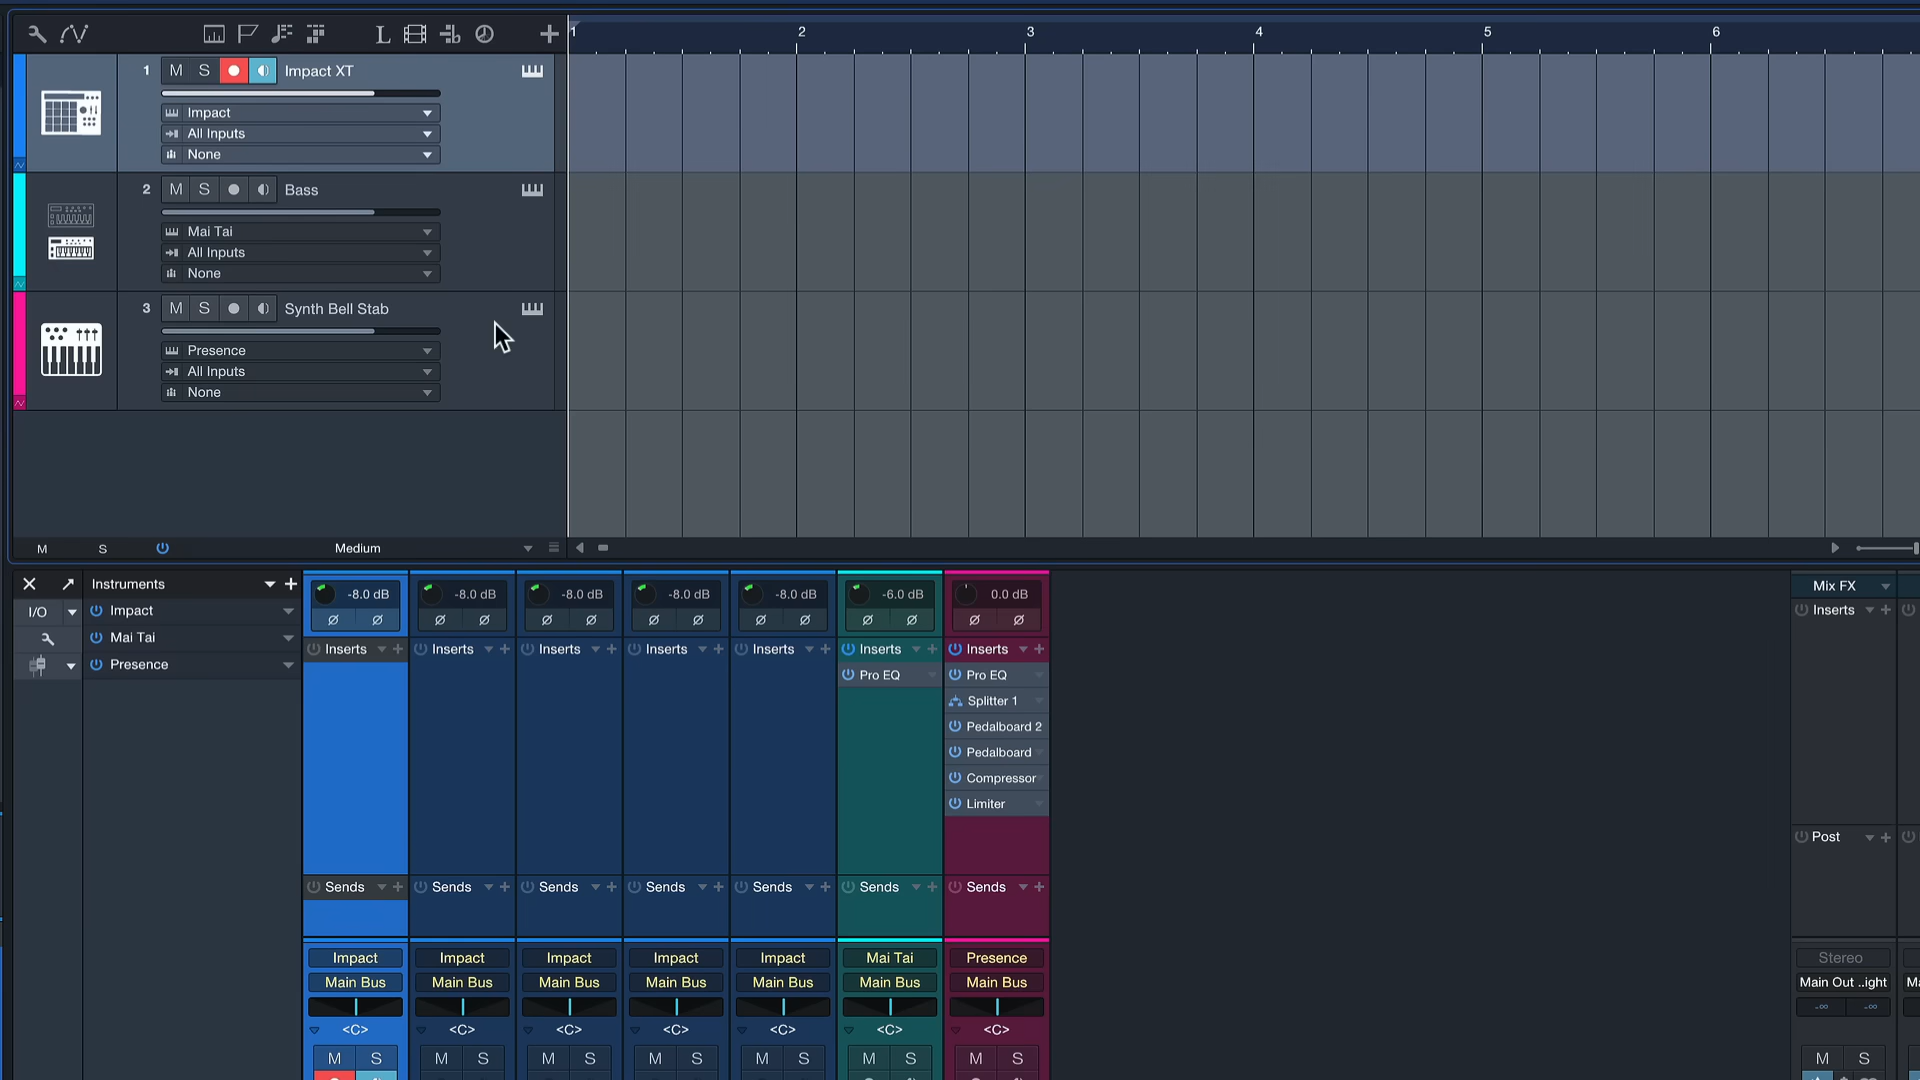 1 2 3 4 5 6
1 M S Impact XT
Impact
All Inputs
None
2 M S Bass
Mai Tai
All Inputs
None
3 M S Synth Bell Stab
Presence
All Inputs
None
M S Medium
Instruments
I/O Impact
Mai Tai
Presence
-8.0 dB -8.0 dB -8.0 dB -8.0 dB -8.0 dB -6.0 dB 0.0 dB Mix FX
Ø Ø Ø Ø Ø Ø Ø Ø Ø Ø Ø Ø Ø Ø
Inserts Inserts Inserts Inserts Inserts Inserts Inserts Inserts
Pro EQ Pro EQ
Splitter 1
Pedalboard 2
Pedalboard
Compressor
Limiter
Post
Sends Sends Sends Sends Sends Sends Sends
Impact Impact Impact Impact Impact Mai Tai Presence Stereo
Main Bus Main Bus Main Bus Main Bus Main Bus Main Bus Main Bus Main Out ..ight
-∞ -∞
<C> <C> <C> <C> <C> <C> <C>
M S M S M S M S M S M S M S M S